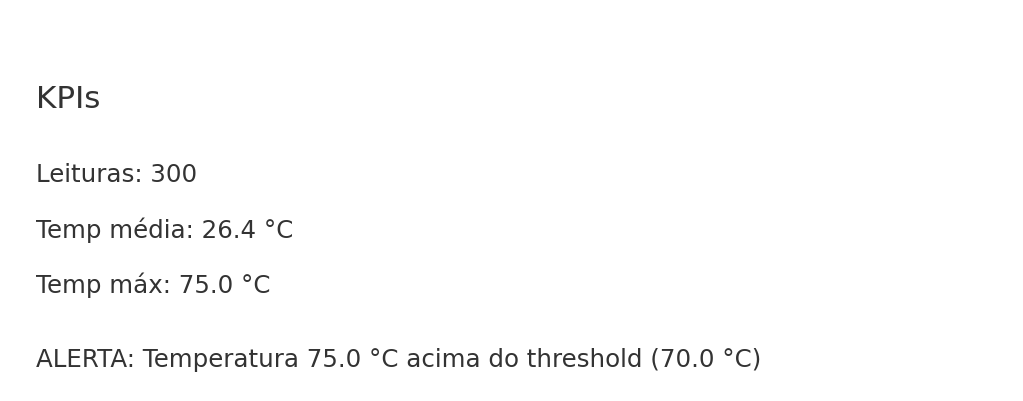 KPIs
Leituras: 300
Temp média: 26.4 °C
Temp máx: 75.0 °C
ALERTA: Temperatura 75.0 °C acima do threshold (70.0 °C)